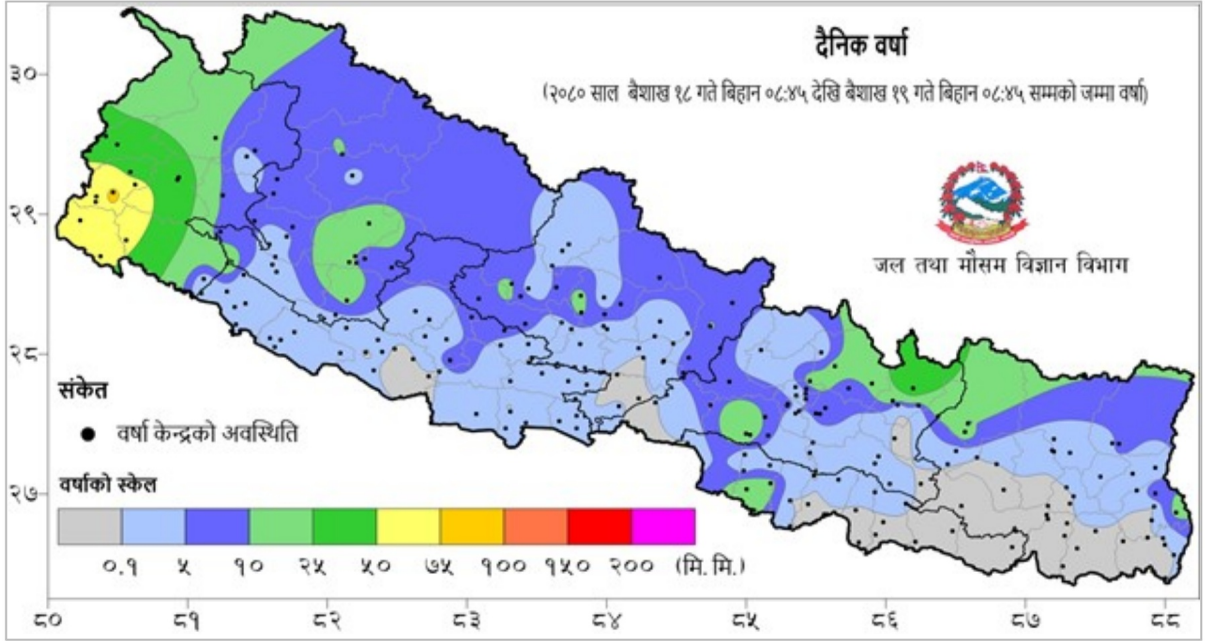 दैनिक वर्षा
(२०८० साल बैशाख १८ गते बिहान ०८:४५ देखि बैशाख १९ गते बिहान ०८:४५ सम्मको जम्मा वर्षा)
जल तथा मौसम विज्ञान विभाग
३०
२९
२८
२७
संकेत
वर्षा केन्द्रको अवस्थिति
वर्षाको स्केल
०.१ ५ १० २५ ५० ७५ १०० १५० २०० (मि.मि.)
८० ८१ ८२ ८३ ८४ ८५ ८६ ८७ ८८